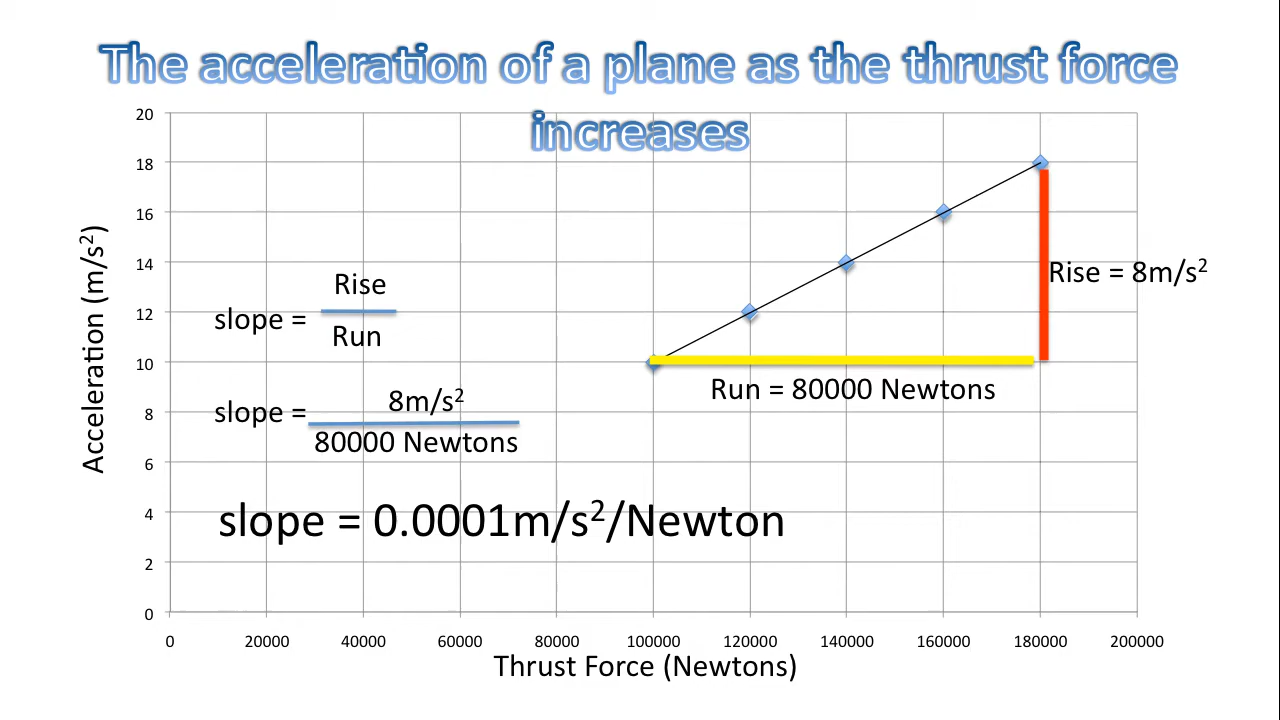 The acceleration of a plane as the thrust force
increases
20
18
16
14
12
10
8
6
4
2
0
Acceleration (m/s²)
Rise
slope =
Run
8m/s²
slope =
80000 Newtons
slope = 0.0001m/s²/Newton
Rise = 8m/s²
Run = 80000 Newtons
0 20000 40000 60000 80000 100000 120000 140000 160000 180000 200000
Thrust Force (Newtons)